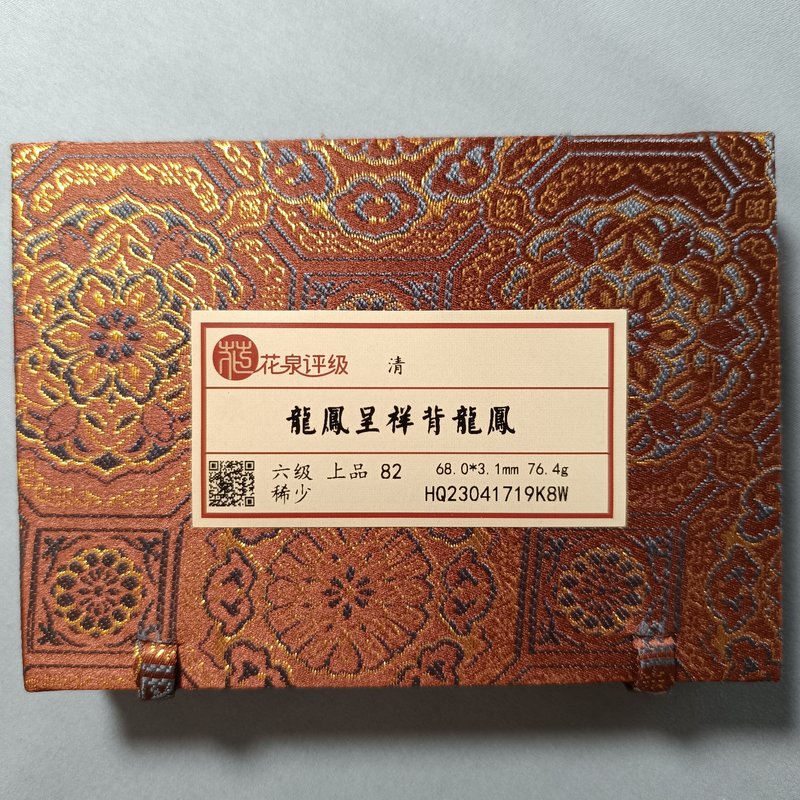 花泉评级 清
龍鳳呈祥背龍鳳
六级 上品 82 68.0*3.1mm 76.4g
稀少 HQ23041719K8W